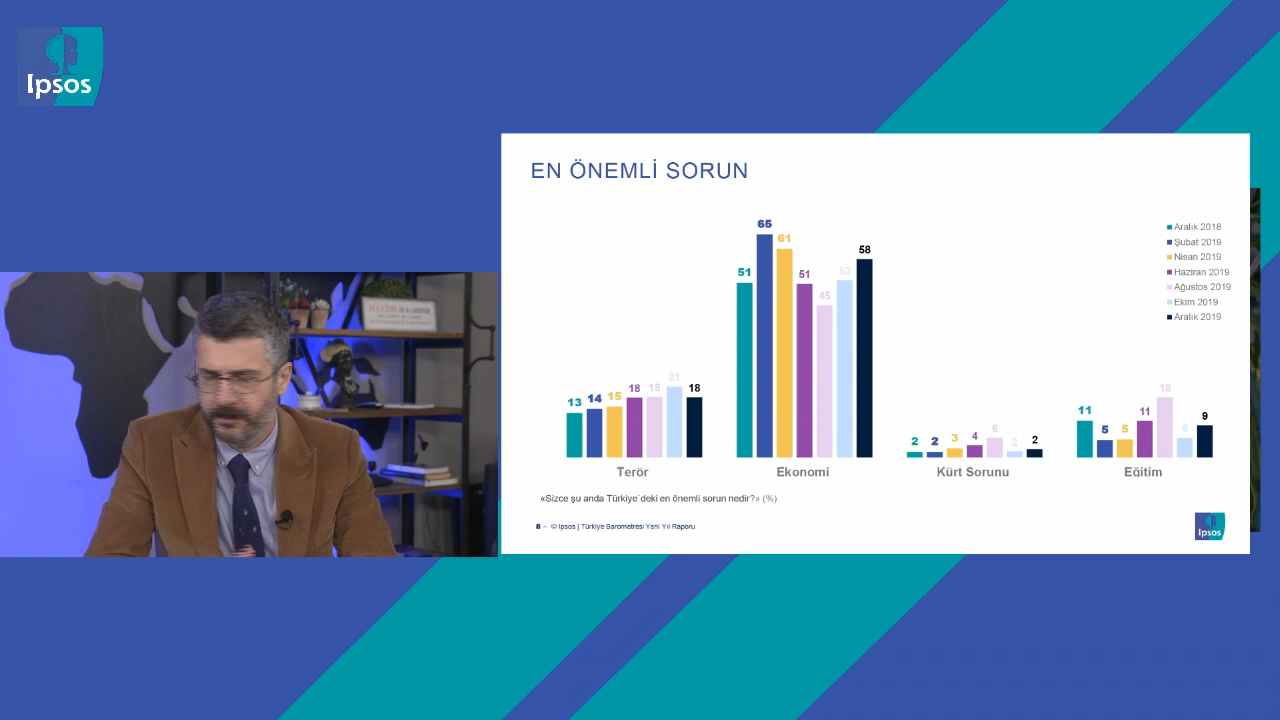 Ipsos
EN ÖNEMLİ SORUN
Aralık 2018
Şubat 2019
Nisan 2019
Haziran 2019
Ağustos 2019
Ekim 2019
Aralık 2019
13 14 15 18 18 21 18
51 65 61 51 45 52 58
2 2 3 4 6 2 2
11 5 5 11 18 6 9
Terör Ekonomi Kürt Sorunu Eğitim
«Sizce şu anda Türkiye'deki en önemli sorun nedir?» (%)
8 – © Ipsos | Türkiye Barometresi Yeni Yıl Raporu
Ipsos
SUCCESS IS A LADDER